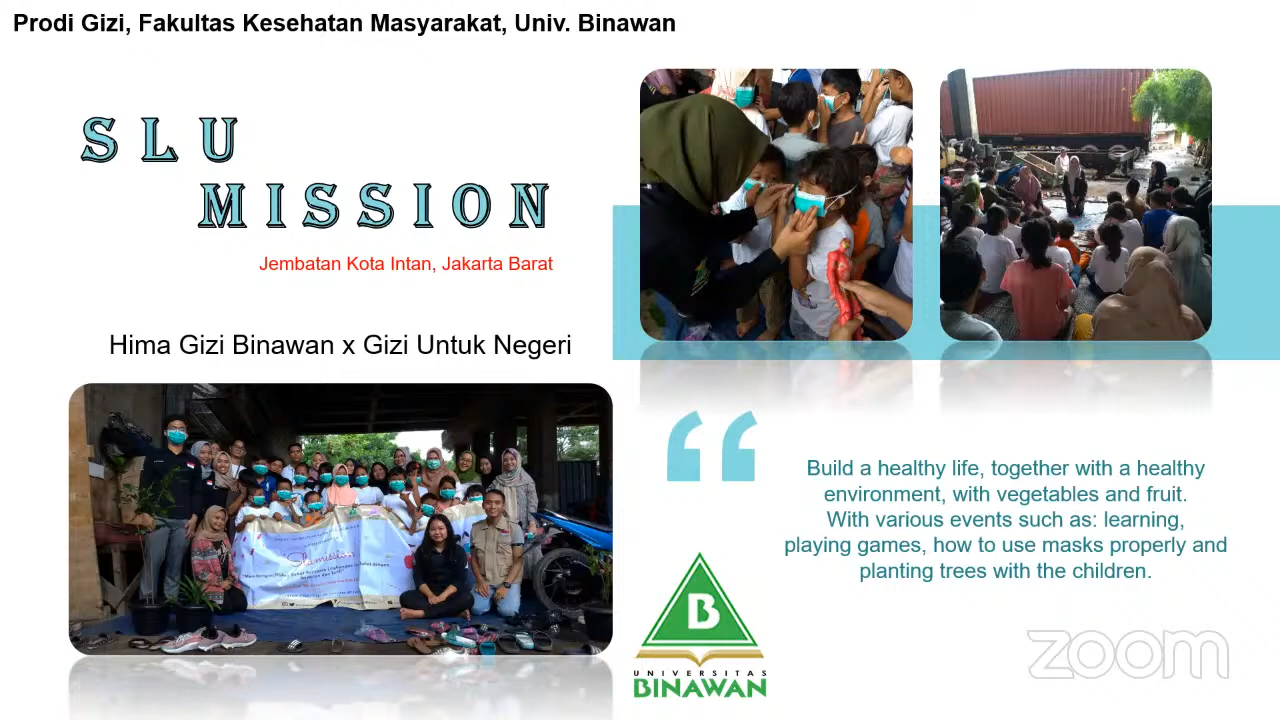 Prodi Gizi, Fakultas Kesehatan Masyarakat, Univ. Binawan
SLU
MISSION
Jembatan Kota Intan, Jakarta Barat
Hima Gizi Binawan x Gizi Untuk Negeri
Slumission
“
Build a healthy life, together with a healthy
environment, with vegetables and fruit.
With various events such as: learning,
playing games, how to use masks properly and
planting trees with the children.
B
UNIVERSITAS
BINAWAN
zoom